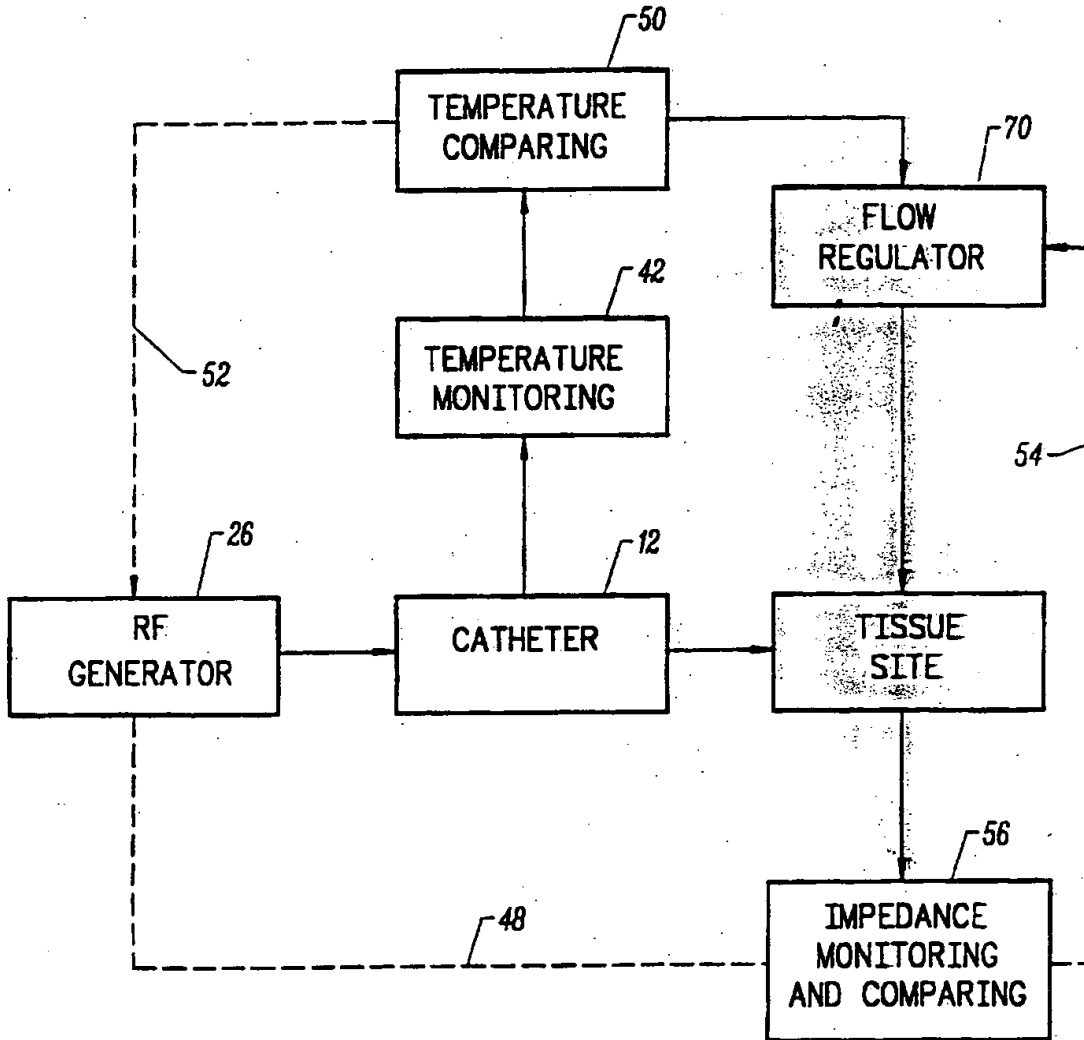 50
TEMPERATURE
COMPARING
70
FLOW
REGULATOR
42
TEMPERATURE
MONITORING
52
54
26
RF
GENERATOR
12
CATHETER
TISSUE
SITE
56
IMPEDANCE
MONITORING
AND COMPARING
48